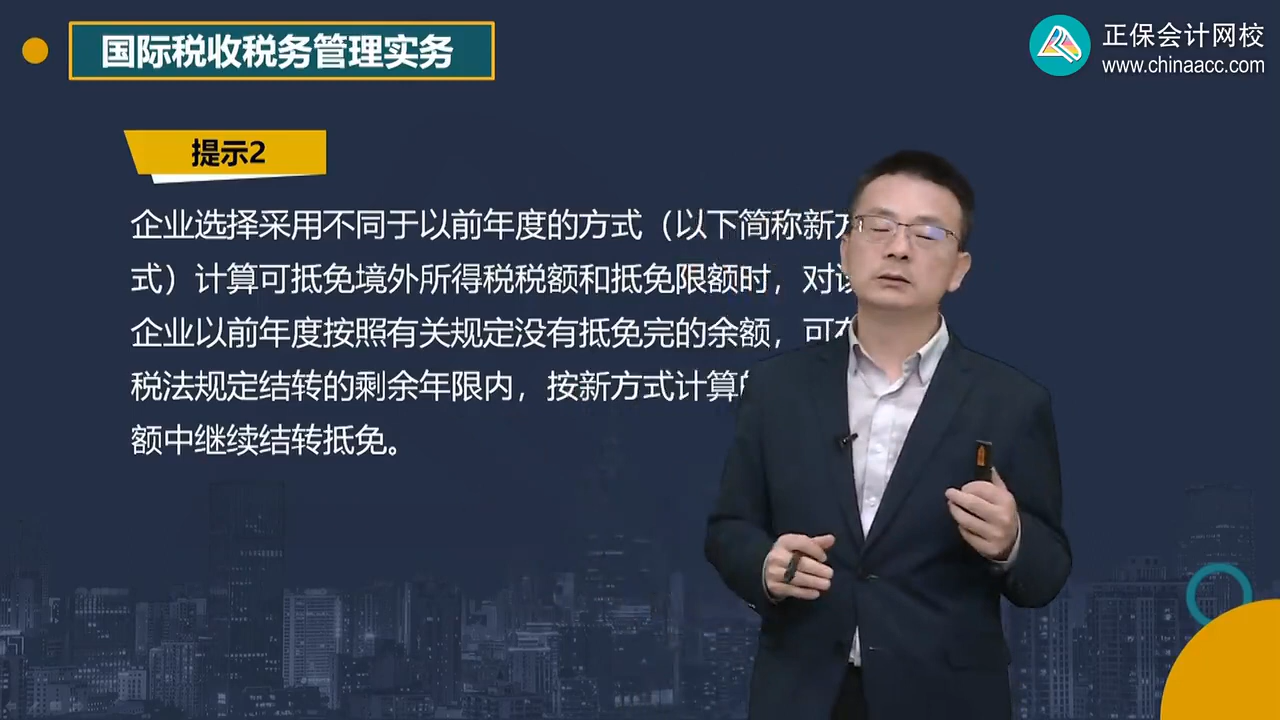 国际税收税务管理实务
正保会计网校
www.chinaacc.com
提示2
企业选择采用不同于以前年度的方式（以下简称新方
式）计算可抵免境外所得税税额和抵免限额时，对
企业以前年度按照有关规定没有抵免完的余额，可
税法规定结转的剩余年限内，按新方式计算
额中继续结转抵免。